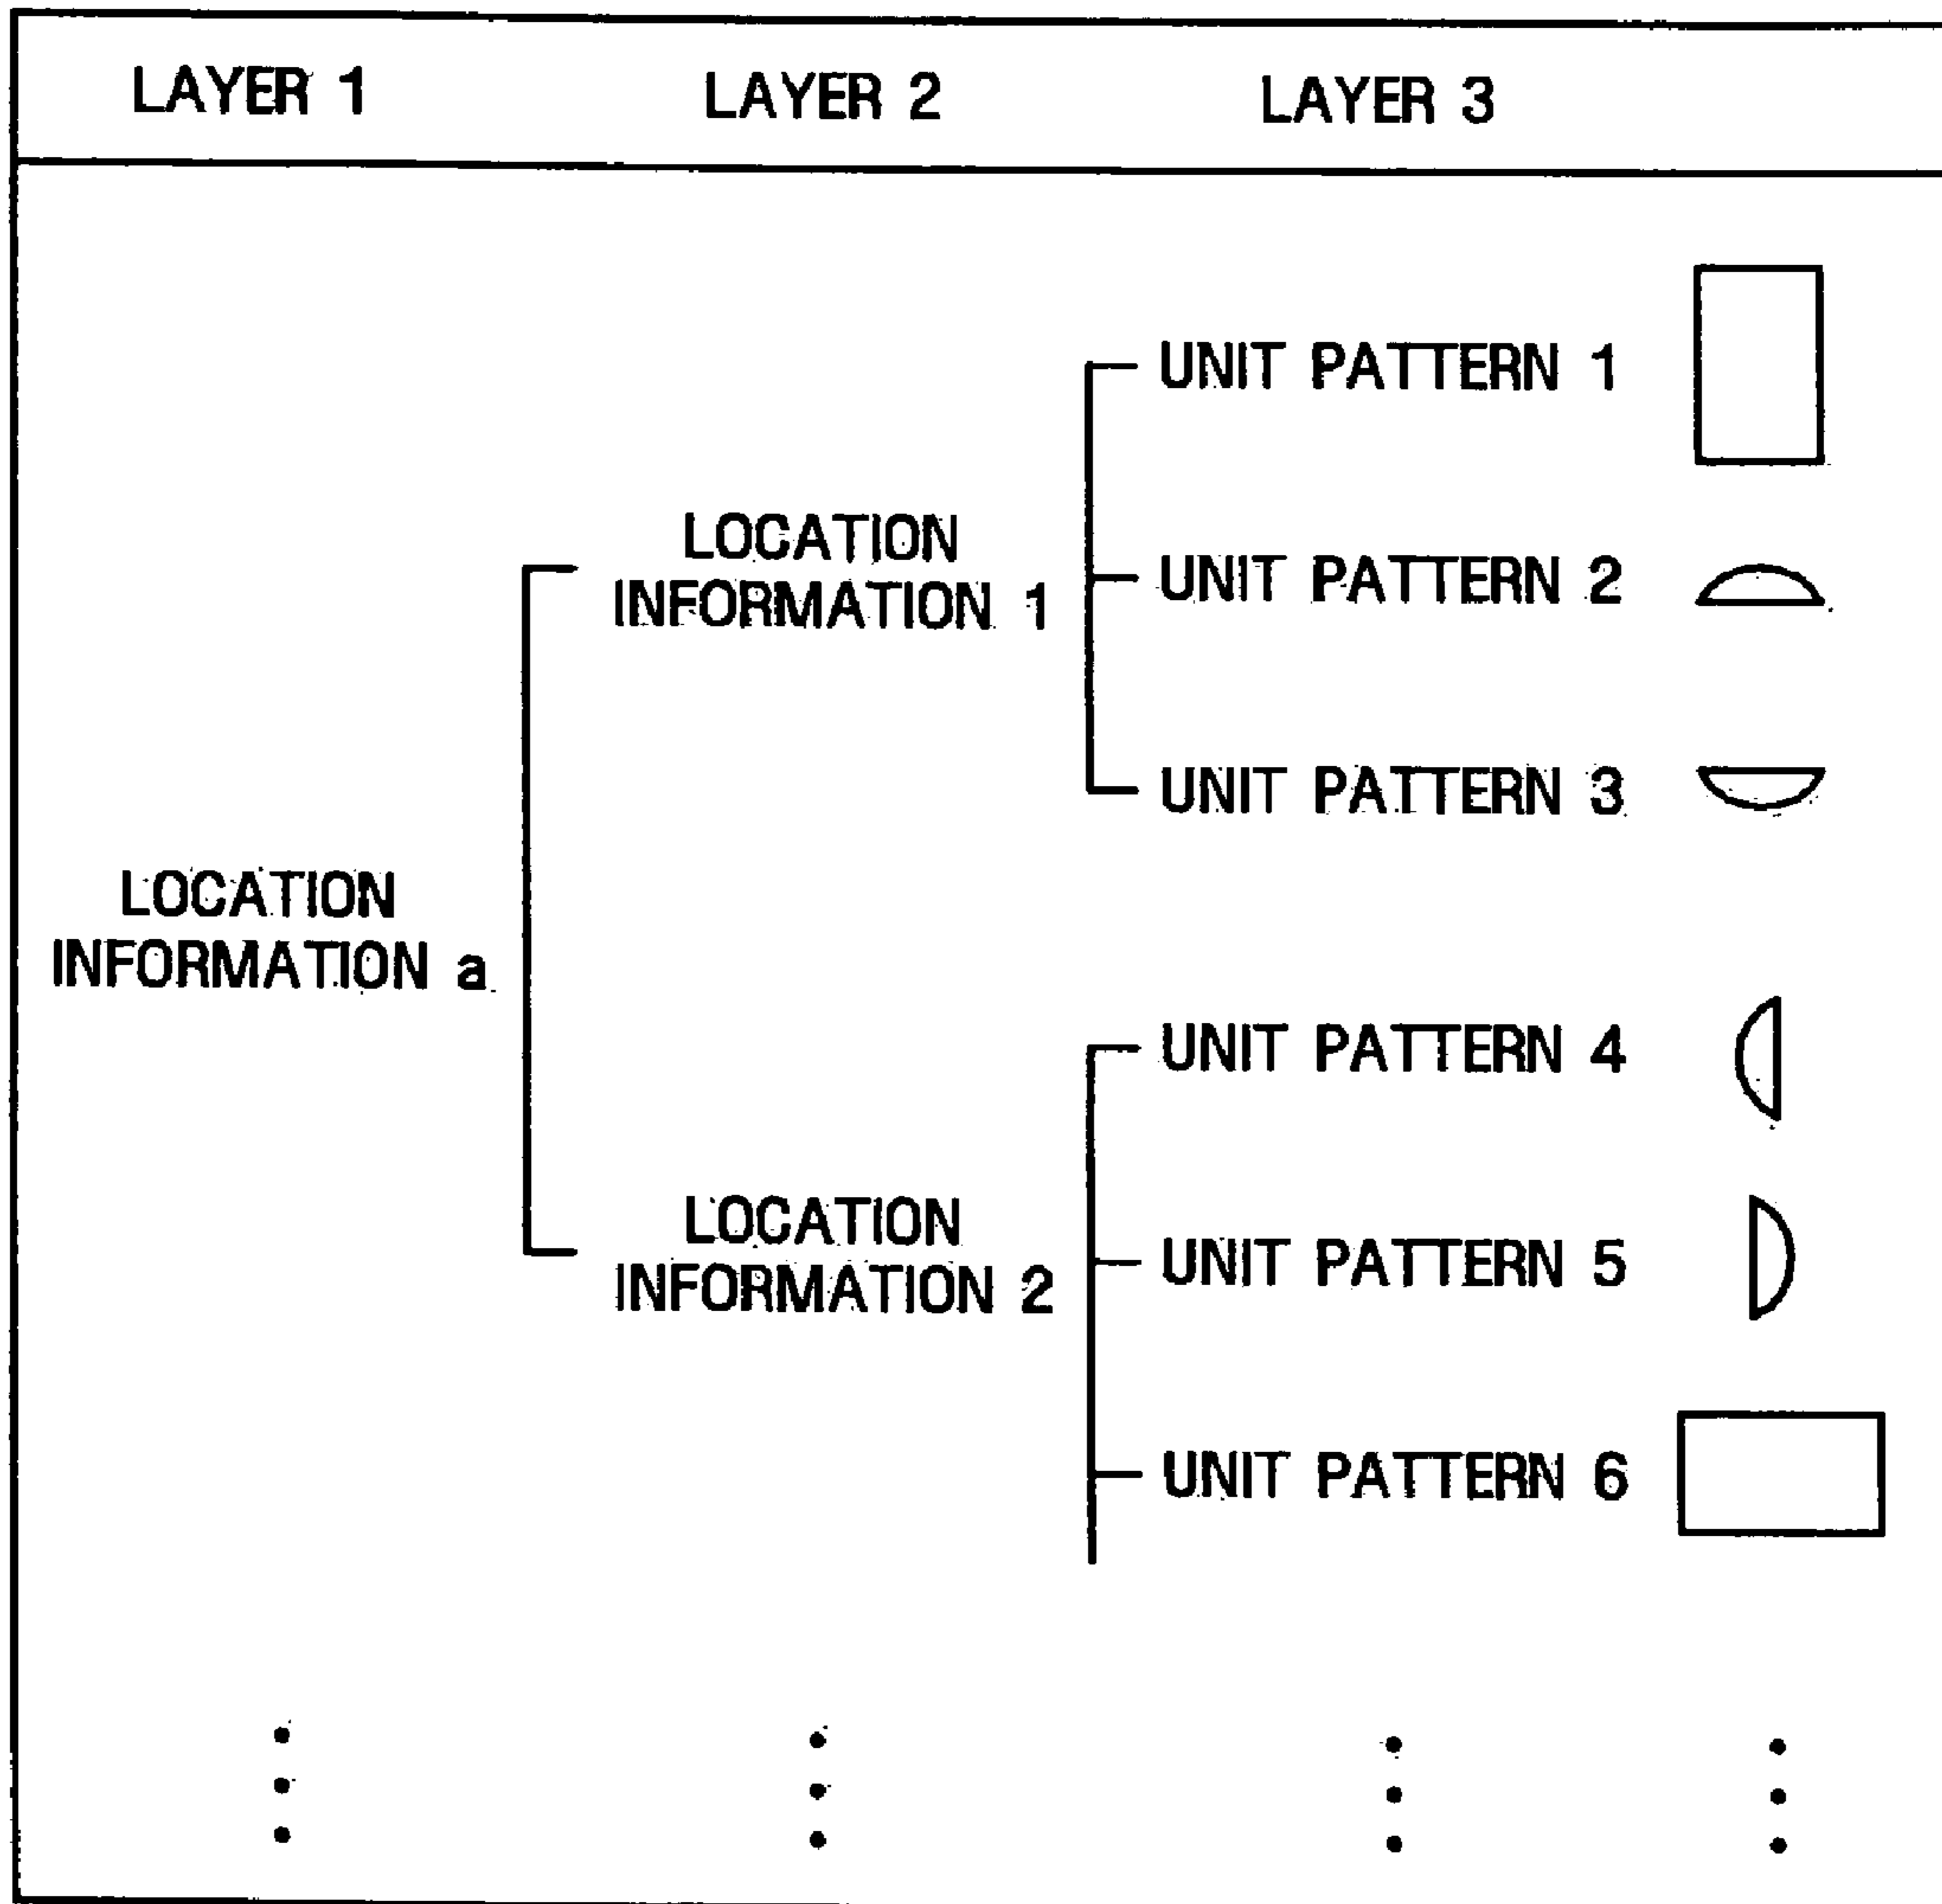 LAYER 1 LAYER 2 LAYER 3
UNIT PATTERN 1
LOCATION
INFORMATION 1
UNIT PATTERN 2
UNIT PATTERN 3
LOCATION
INFORMATION a
UNIT PATTERN 4
LOCATION
INFORMATION 2
UNIT PATTERN 5
UNIT PATTERN 6